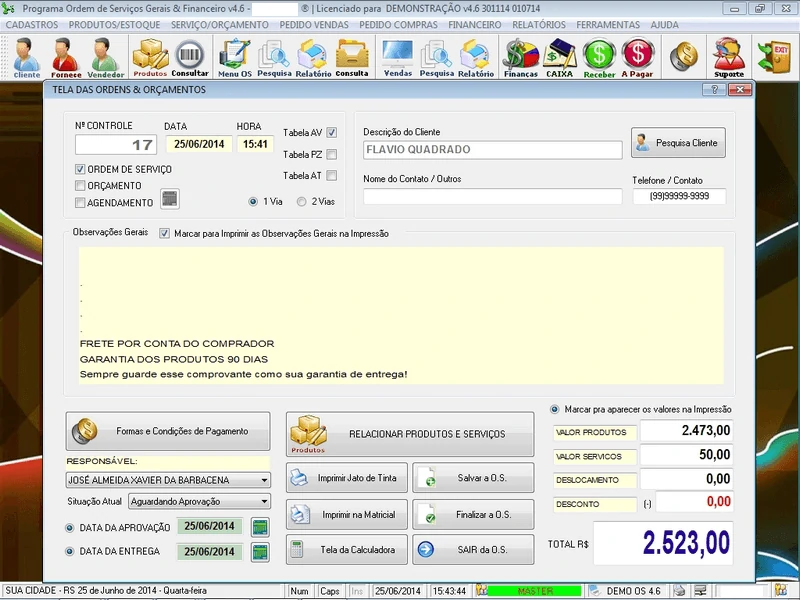 Programa Ordem de Serviços Gerais & Financeiro v4.6 - ® | Licenciado para DEMONSTRAÇÃO v4.6 301114 010714
CADASTROS PRODUTOS/ESTOQUE SERVIÇO/ORÇAMENTO PEDIDO VENDAS PEDIDO COMPRAS FINANCEIRO RELATÓRIOS FERRAMENTAS AJUDA
EXIT
Cliente Fornece Vendedor Produtos Consultar Menu OS Pesquisa Relatório Consulta Vendas Pesquisa Relatório Finanças CAIXA Receber A Pagar Suporte
TELA DAS ORDENS & ORÇAMENTOS
Nº CONTROLE DATA HORA
17 25/06/2014 15:41
Tabela AV
Tabela PZ
Tabela AT
ORDEM DE SERVIÇO
ORÇAMENTO
AGENDAMENTO
1 Via 2 Vias
Descrição do Cliente
FLAVIO QUADRADO
Pesquisa Cliente
Nome do Contato / Outros
Telefone / Contato
(99)99999-9999
Observações Gerais Marcar para Imprimir as Observações Gerais na Impressão
.
.
.
.
FRETE POR CONTA DO COMPRADOR
GARANTIA DOS PRODUTOS 90 DIAS
Sempre guarde esse comprovante como sua garantia de entrega!
Formas e Condições de Pagamento
RESPONSÁVEL:
JOSÉ ALMEIDA XAVIER DA BARBACENA
Situação Atual Aguardando Aprovação
DATA DA APROVAÇÃO 25/06/2014
DATA DA ENTREGA 25/06/2014
Produtos
RELACIONAR PRODUTOS E SERVIÇOS
Imprimir Jato de Tinta Salvar a O.S.
Imprimir na Matricial Finalizar a O.S.
Tela da Calculadora SAIR da O.S.
Marcar pra aparecer os valores na Impressão
VALOR PRODUTOS 2.473,00
VALOR SERVICOS 50,00
DESLOCAMENTO 0,00
DESCONTO (-) 0,00
TOTAL R$ 2.523,00
SUA CIDADE - RS 25 de Junho de 2014 - Quarta-feira Num Caps Ins 25/06/2014 15:43:44 MASTER DEMO OS 4.6